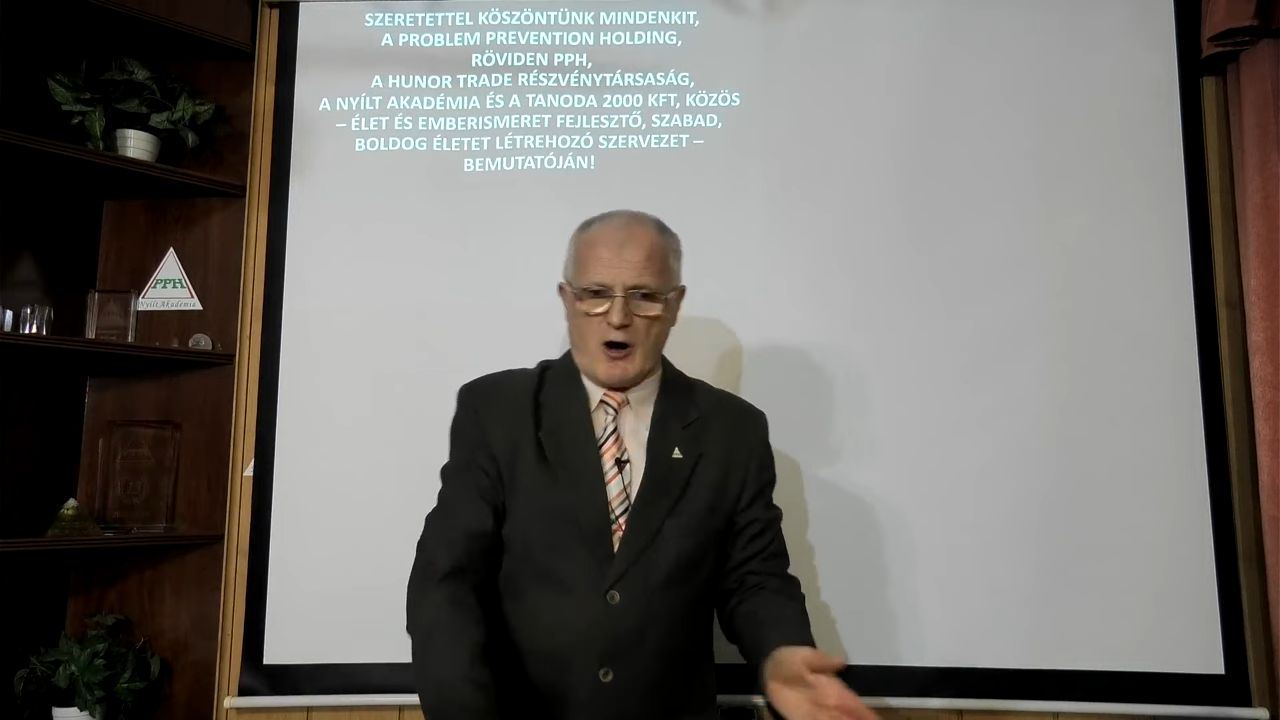 SZERETETTEL KÖSZÖNTÜNK MINDENKIT,
A PROBLEM PREVENTION HOLDING,
RÖVIDEN PPH,
A HUNOR TRADE RÉSZVÉNYTÁRSASÁG,
A NYÍLT AKADÉMIA ÉS A TANODA 2000 KFT, KÖZÖS
– ÉLET ÉS EMBERISMERET FEJLESZTŐ, SZABAD,
BOLDOG ÉLETET LÉTREHOZÓ SZERVEZET –
BEMUTATÓJÁN!
PPH
Nyílt Akadémia